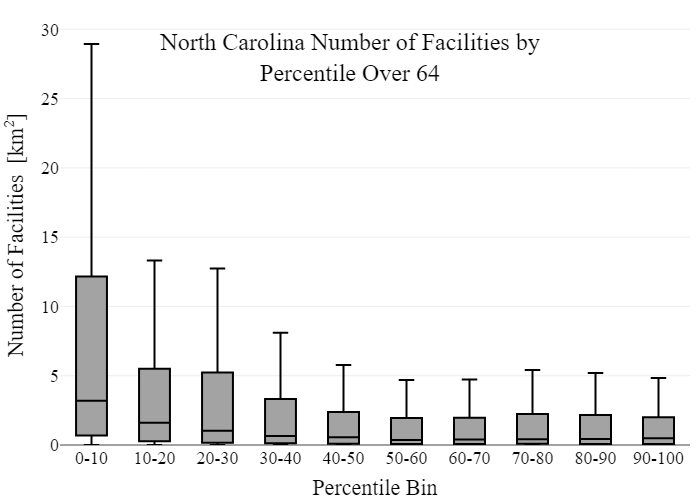 North Carolina Number of Facilities by
Percentile Over 64
Number of Facilities [km²]
30
25
20
15
10
5
0
0-10 10-20 20-30 30-40 40-50 50-60 60-70 70-80 80-90 90-100
Percentile Bin